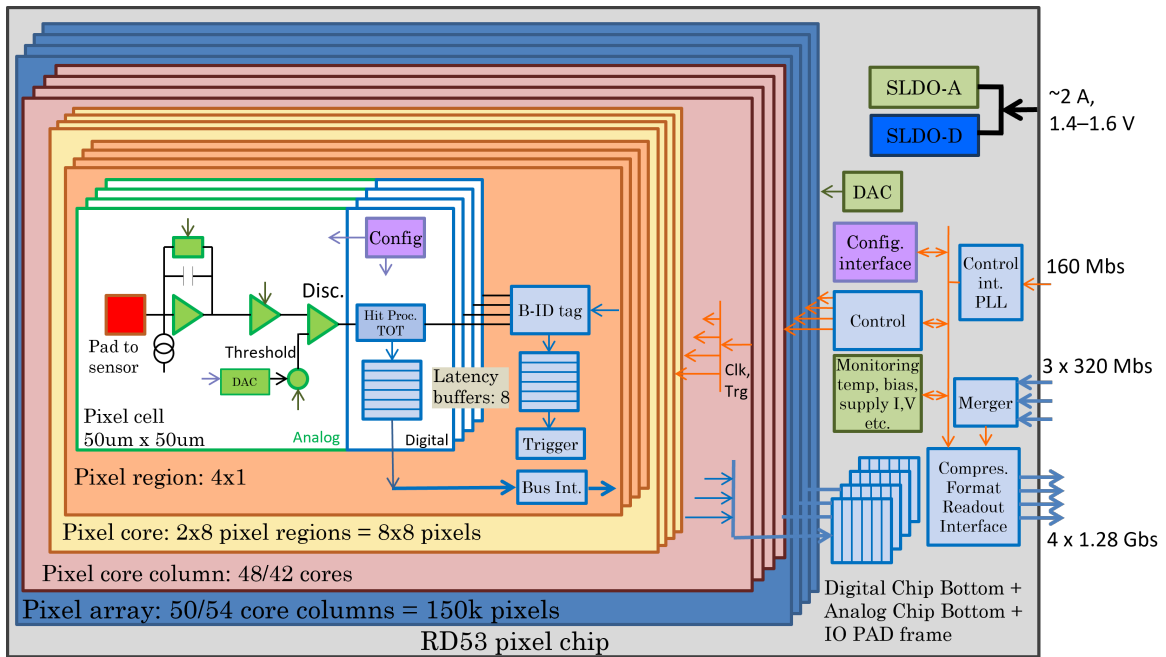 SLDO-A
SLDO-D
~2 A,
1.4–1.6 V
DAC
Config.
interface
Control
int.
PLL
160 Mbs
Control
Monitoring
temp, bias,
supply I,V
etc.
3 x 320 Mbs
Merger
Compres.
Format
Readout
Interface
4 x 1.28 Gbs
Clk,
Trg
Config
Disc.
Hit Proc.
TOT
B-ID tag
Pad to
sensor
Threshold
DAC
Latency
buffers: 8
Trigger
Pixel cell
50um x 50um
Analog
Digital
Bus Int.
Pixel region: 4x1
Pixel core: 2x8 pixel regions = 8x8 pixels
Pixel core column: 48/42 cores
Pixel array: 50/54 core columns = 150k pixels
Digital Chip Bottom +
Analog Chip Bottom +
IO PAD frame
RD53 pixel chip